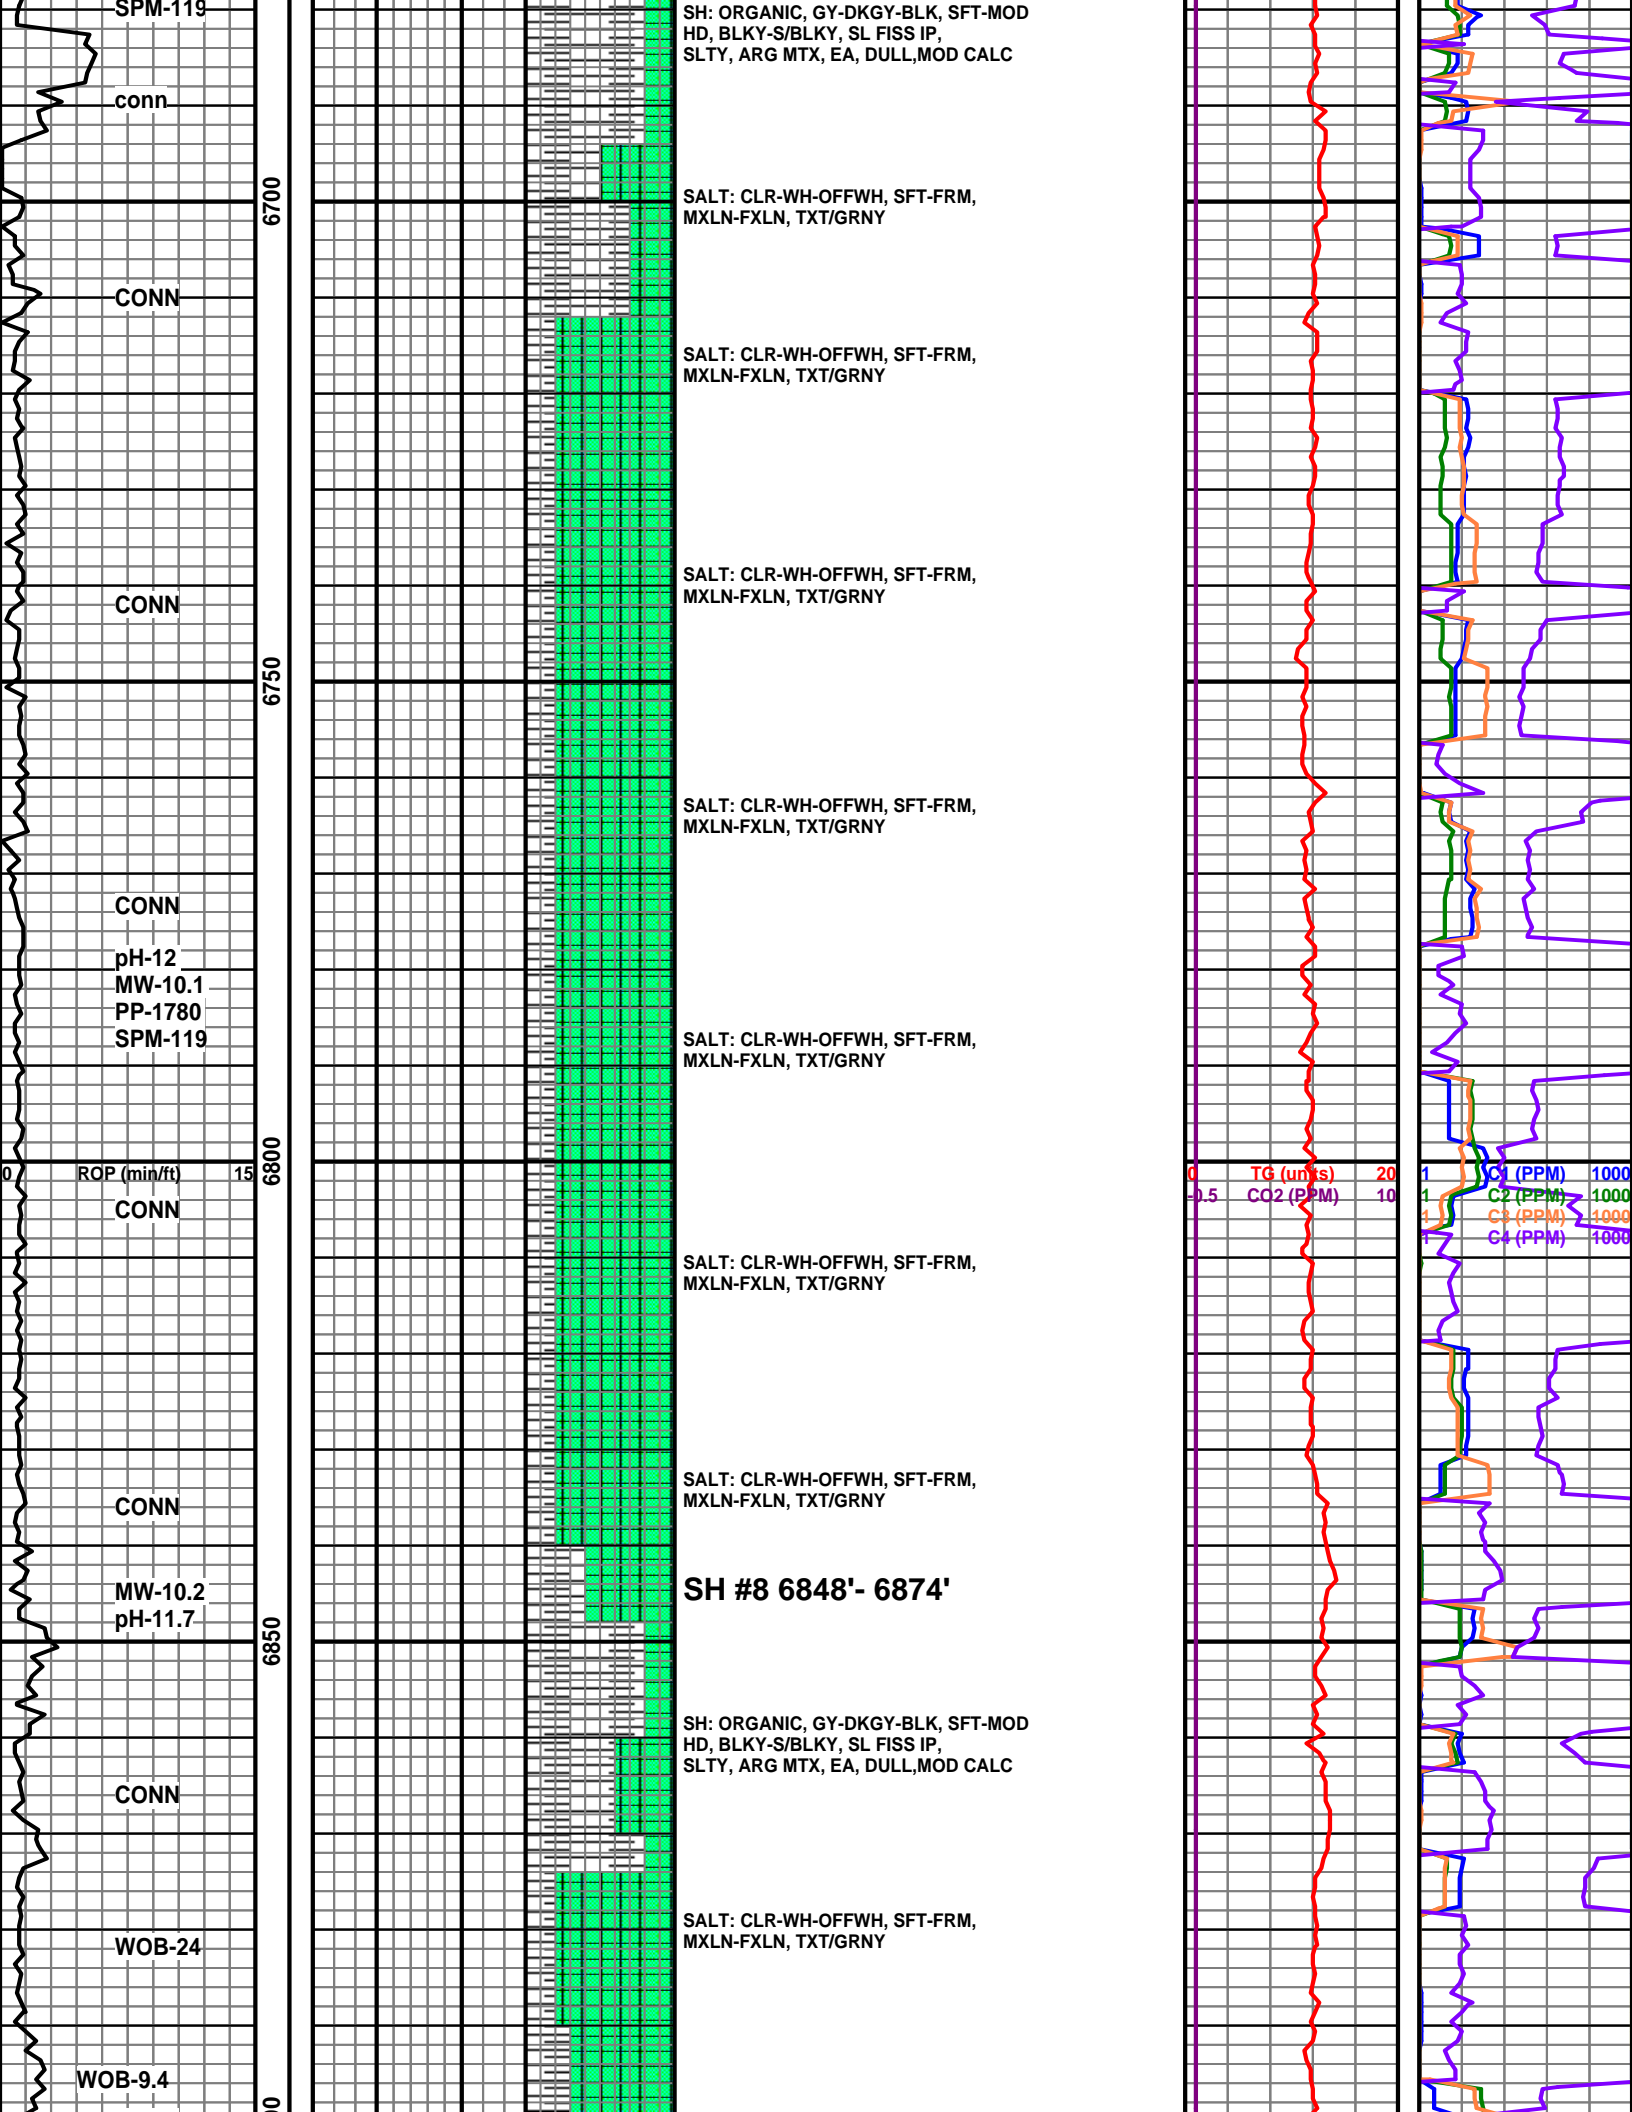 SPM-119
SH: ORGANIC, GY-DKGY-BLK, SFT-MOD
HD, BLKY-S/BLKY, SL FISS IP,
SLTY, ARG MTX, EA, DULL,MOD CALC
conn
6700
SALT: CLR-WH-OFFWH, SFT-FRM,
MXLN-FXLN, TXT/GRNY
CONN
SALT: CLR-WH-OFFWH, SFT-FRM,
MXLN-FXLN, TXT/GRNY
SALT: CLR-WH-OFFWH, SFT-FRM,
MXLN-FXLN, TXT/GRNY
CONN
6750
SALT: CLR-WH-OFFWH, SFT-FRM,
MXLN-FXLN, TXT/GRNY
CONN
pH-12
MW-10.1
PP-1780
SPM-119
SALT: CLR-WH-OFFWH, SFT-FRM,
MXLN-FXLN, TXT/GRNY
6800
0 ROP (min/ft) 15
0 TG (units) 20
-0.5 CO2 (PPM) 10
1 C1 (PPM) 1000
1 C2 (PPM) 1000
1 C3 (PPM) 1000
1 C4 (PPM) 1000
CONN
SALT: CLR-WH-OFFWH, SFT-FRM,
MXLN-FXLN, TXT/GRNY
SALT: CLR-WH-OFFWH, SFT-FRM,
MXLN-FXLN, TXT/GRNY
CONN
SH #8 6848'- 6874'
MW-10.2
pH-11.7
6850
SH: ORGANIC, GY-DKGY-BLK, SFT-MOD
HD, BLKY-S/BLKY, SL FISS IP,
SLTY, ARG MTX, EA, DULL,MOD CALC
CONN
SALT: CLR-WH-OFFWH, SFT-FRM,
MXLN-FXLN, TXT/GRNY
WOB-24
WOB-9.4